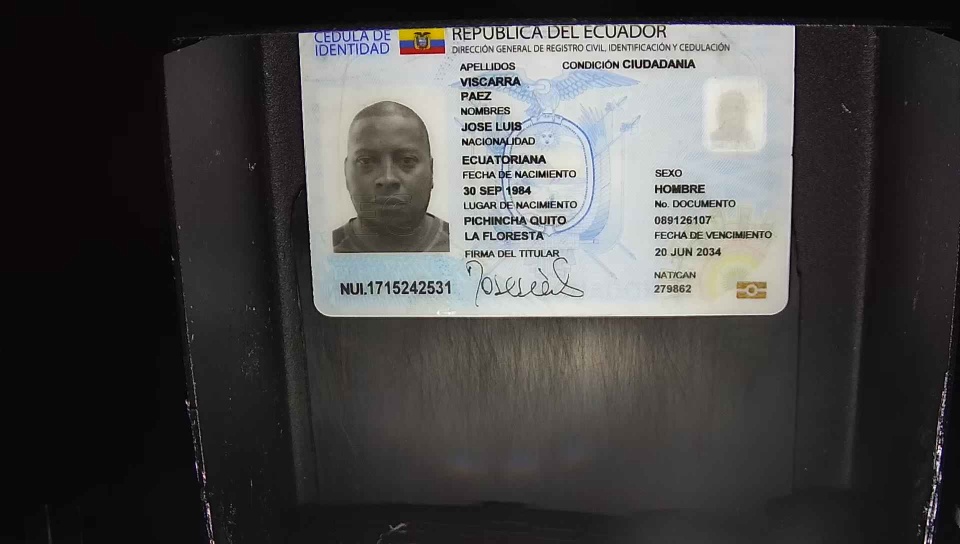 CÉDULA DE
IDENTIDAD
REPÚBLICA DEL ECUADOR
DIRECCIÓN GENERAL DE REGISTRO CIVIL, IDENTIFICACIÓN Y CEDULACIÓN
APELLIDOS
CONDICIÓN CIUDADANIA
VISCARRA
PAEZ
NOMBRES
JOSE LUIS
NACIONALIDAD
ECUATORIANA
FECHA DE NACIMIENTO
30 SEP 1984
LUGAR DE NACIMIENTO
PICHINCHA QUITO
LA FLORESTA
FIRMA DEL TITULAR
SEXO
HOMBRE
No. DOCUMENTO
089126107
FECHA DE VENCIMIENTO
20 JUN 2034
NAT/CAN
279862
NUI.1715242531